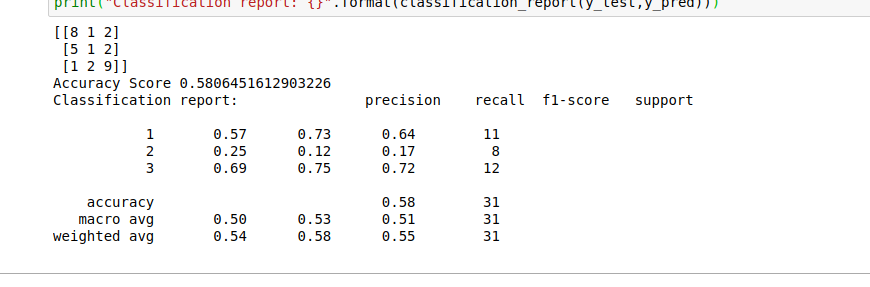 print("Classification report: {}".format(classification_report(y_test,y_pred)))
[[8 1 2]
 [5 1 2]
 [1 2 9]]
Accuracy Score 0.5806451612903226
Classification report:               precision    recall  f1-score   support

           1       0.57      0.73      0.64        11
           2       0.25      0.12      0.17         8
           3       0.69      0.75      0.72        12

    accuracy                           0.58        31
   macro avg       0.50      0.53      0.51        31
weighted avg       0.54      0.58      0.55        31